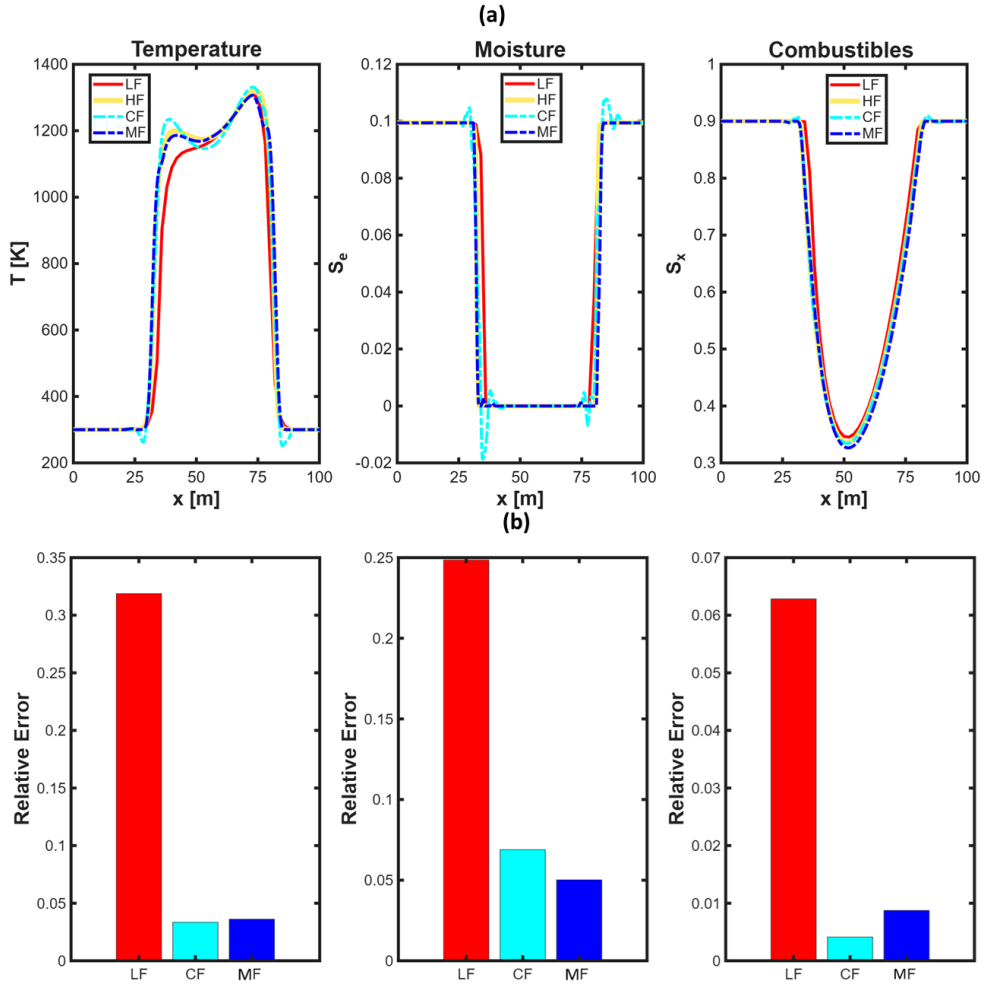 (a)
Temperature
1400
1200
1000
800
600
400
200
T [K]
0
25
50
75
100
x [m]
LF
HF
CF
MF
Moisture
0.12
0.1
0.08
0.06
0.04
0.02
0
-0.02
Se
0
25
50
75
100
x [m]
LF
HF
CF
MF
Combustibles
1
0.9
0.8
0.7
0.6
0.5
0.4
0.3
Sx
0
25
50
75
100
x [m]
LF
HF
CF
MF
(b)
0.35
0.3
0.25
0.2
0.15
0.1
0.05
0
Relative Error
LF
CF
MF
0.25
0.2
0.15
0.1
0.05
0
Relative Error
LF
CF
MF
0.07
0.06
0.05
0.04
0.03
0.02
0.01
0
Relative Error
LF
CF
MF